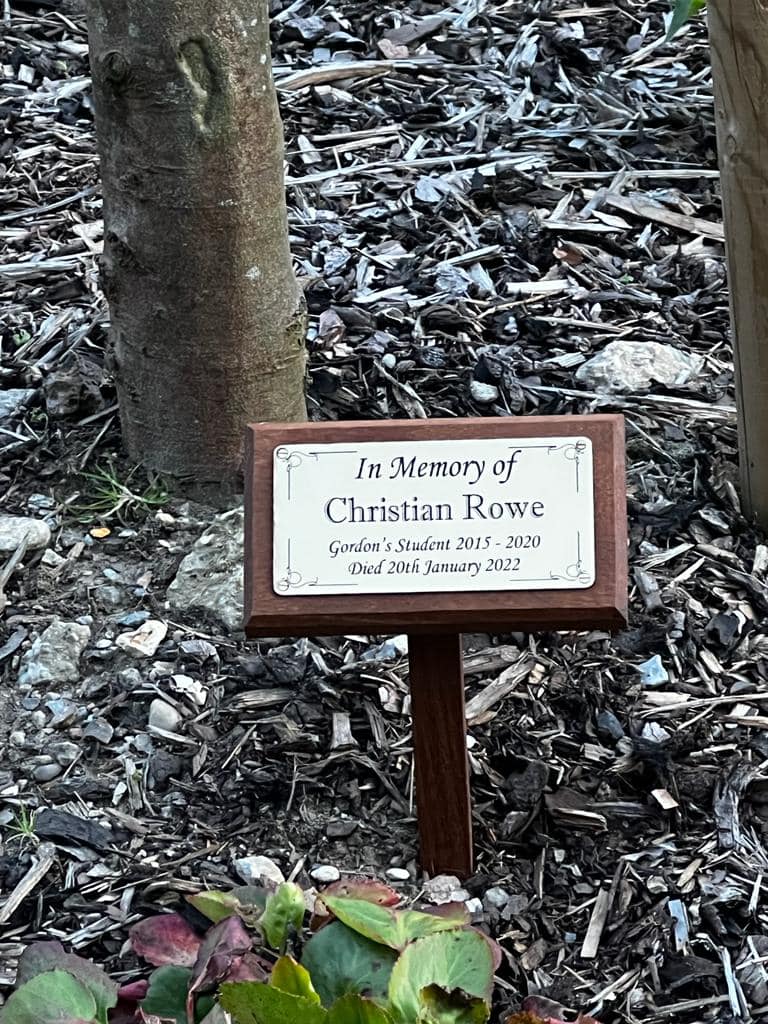 In Memory of
Christian Rowe
Gordon's Student 2015 - 2020
Died 20th January 2022